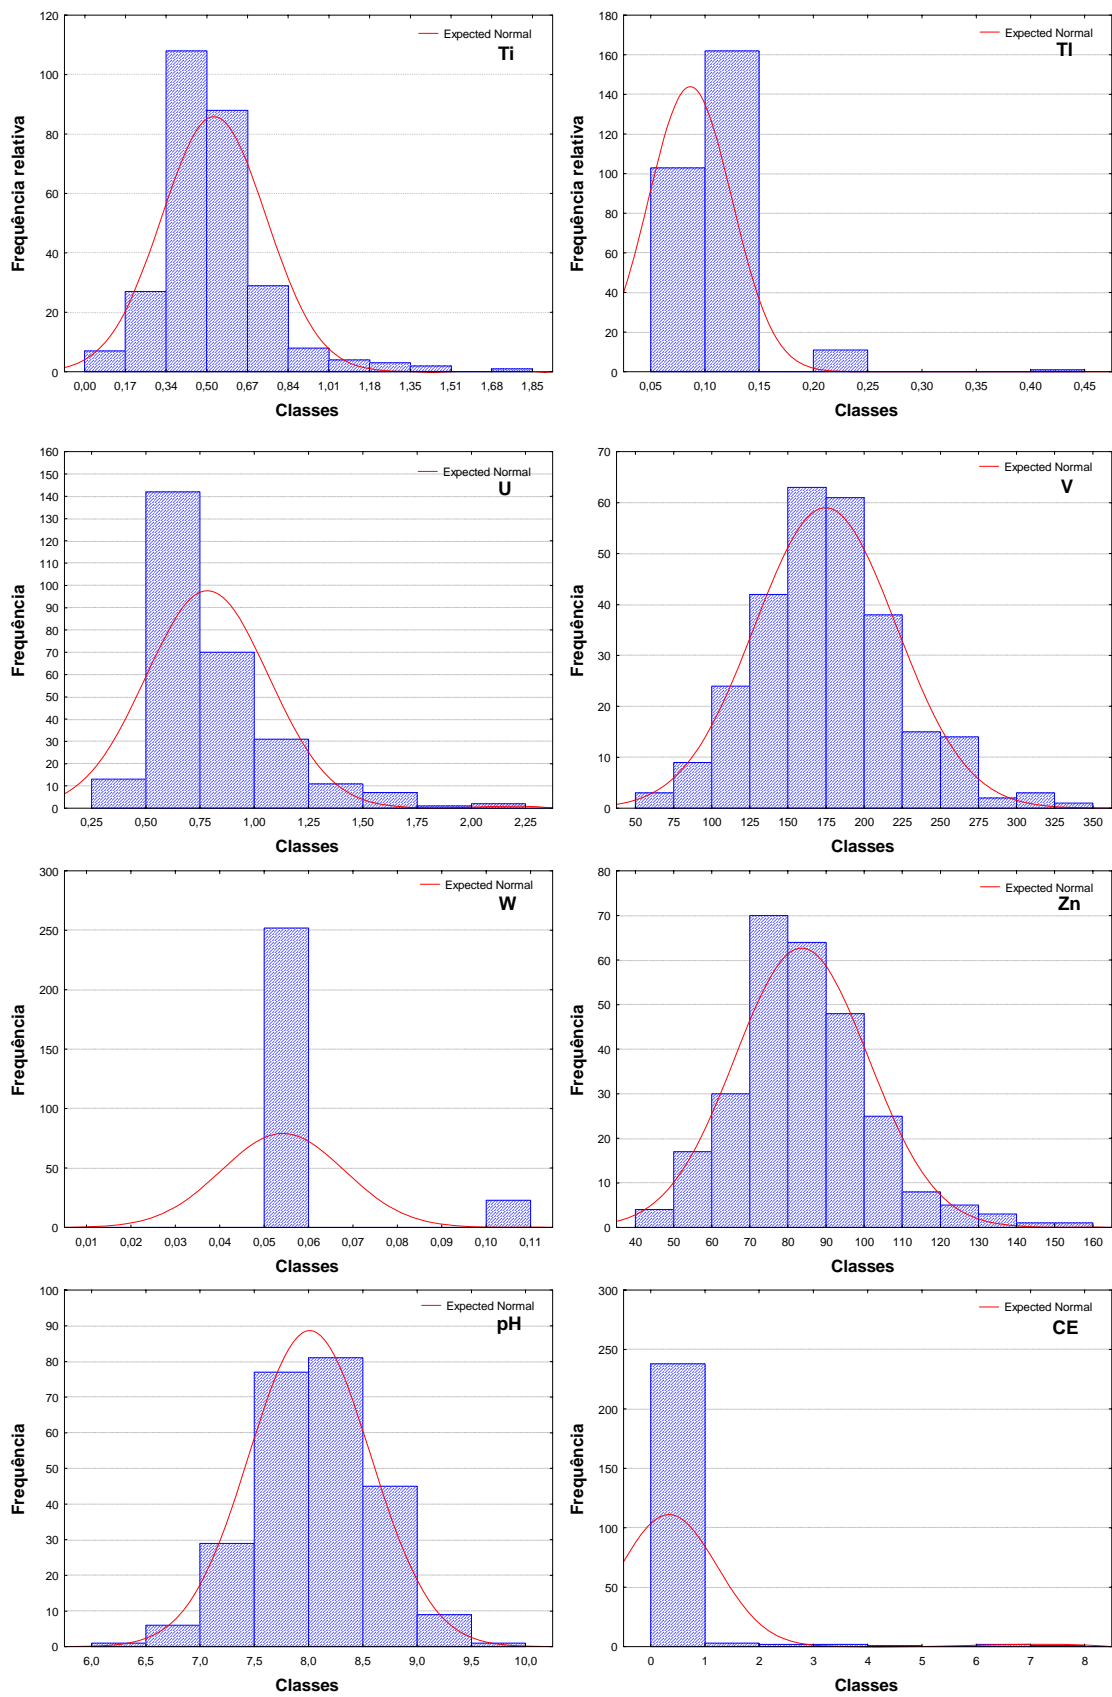 Expected Normal
Ti
Frequência relativa
120
100
80
60
40
20
0
0,00 0,17 0,34 0,50 0,67 0,84 1,01 1,18 1,35 1,51 1,68 1,85
Classes
Expected Normal
Tl
Frequência relativa
180
160
140
120
100
80
60
40
20
0
0,05 0,10 0,15 0,20 0,25 0,30 0,35 0,40 0,45
Classes
Expected Normal
U
Frequência
160
150
140
130
120
110
100
90
80
70
60
50
40
30
20
10
0
0,25 0,50 0,75 1,00 1,25 1,50 1,75 2,00 2,25
Classes
Expected Normal
V
Frequência
70
60
50
40
30
20
10
0
50 75 100 125 150 175 200 225 250 275 300 325 350
Classes
Expected Normal
W
Frequência
300
250
200
150
100
50
0
0,01 0,02 0,03 0,04 0,05 0,06 0,07 0,08 0,09 0,10 0,11
Classes
Expected Normal
Zn
Frequência
80
70
60
50
40
30
20
10
0
40 50 60 70 80 90 100 110 120 130 140 150 160
Classes
Expected Normal
pH
Frequência
100
90
80
70
60
50
40
30
20
10
0
6,0 6,5 7,0 7,5 8,0 8,5 9,0 9,5 10,0
Classes
Expected Normal
CE
Frequência
300
250
200
150
100
50
0
0 1 2 3 4 5 6 7 8
Classes